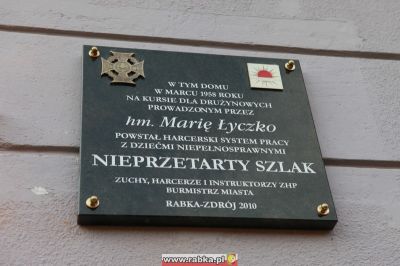 W TYM DOMU
W MARCU 1958 ROKU
NA KURSIE DLA DRUŻYNOWYCH
PROWADZONYM PRZEZ
hm. Marię Łyczko
POWSTAŁ HARCERSKI SYSTEM PRACY
Z DZIEĆMI NIEPEŁNOSPRAWNYMI
NIEPRZETARTY SZLAK
ZUCHY, HARCERZE I INSTRUKTORZY ZHP
BURMISTRZ MIASTA
RABKA-ZDRÓJ 2010
www.rabka.pl